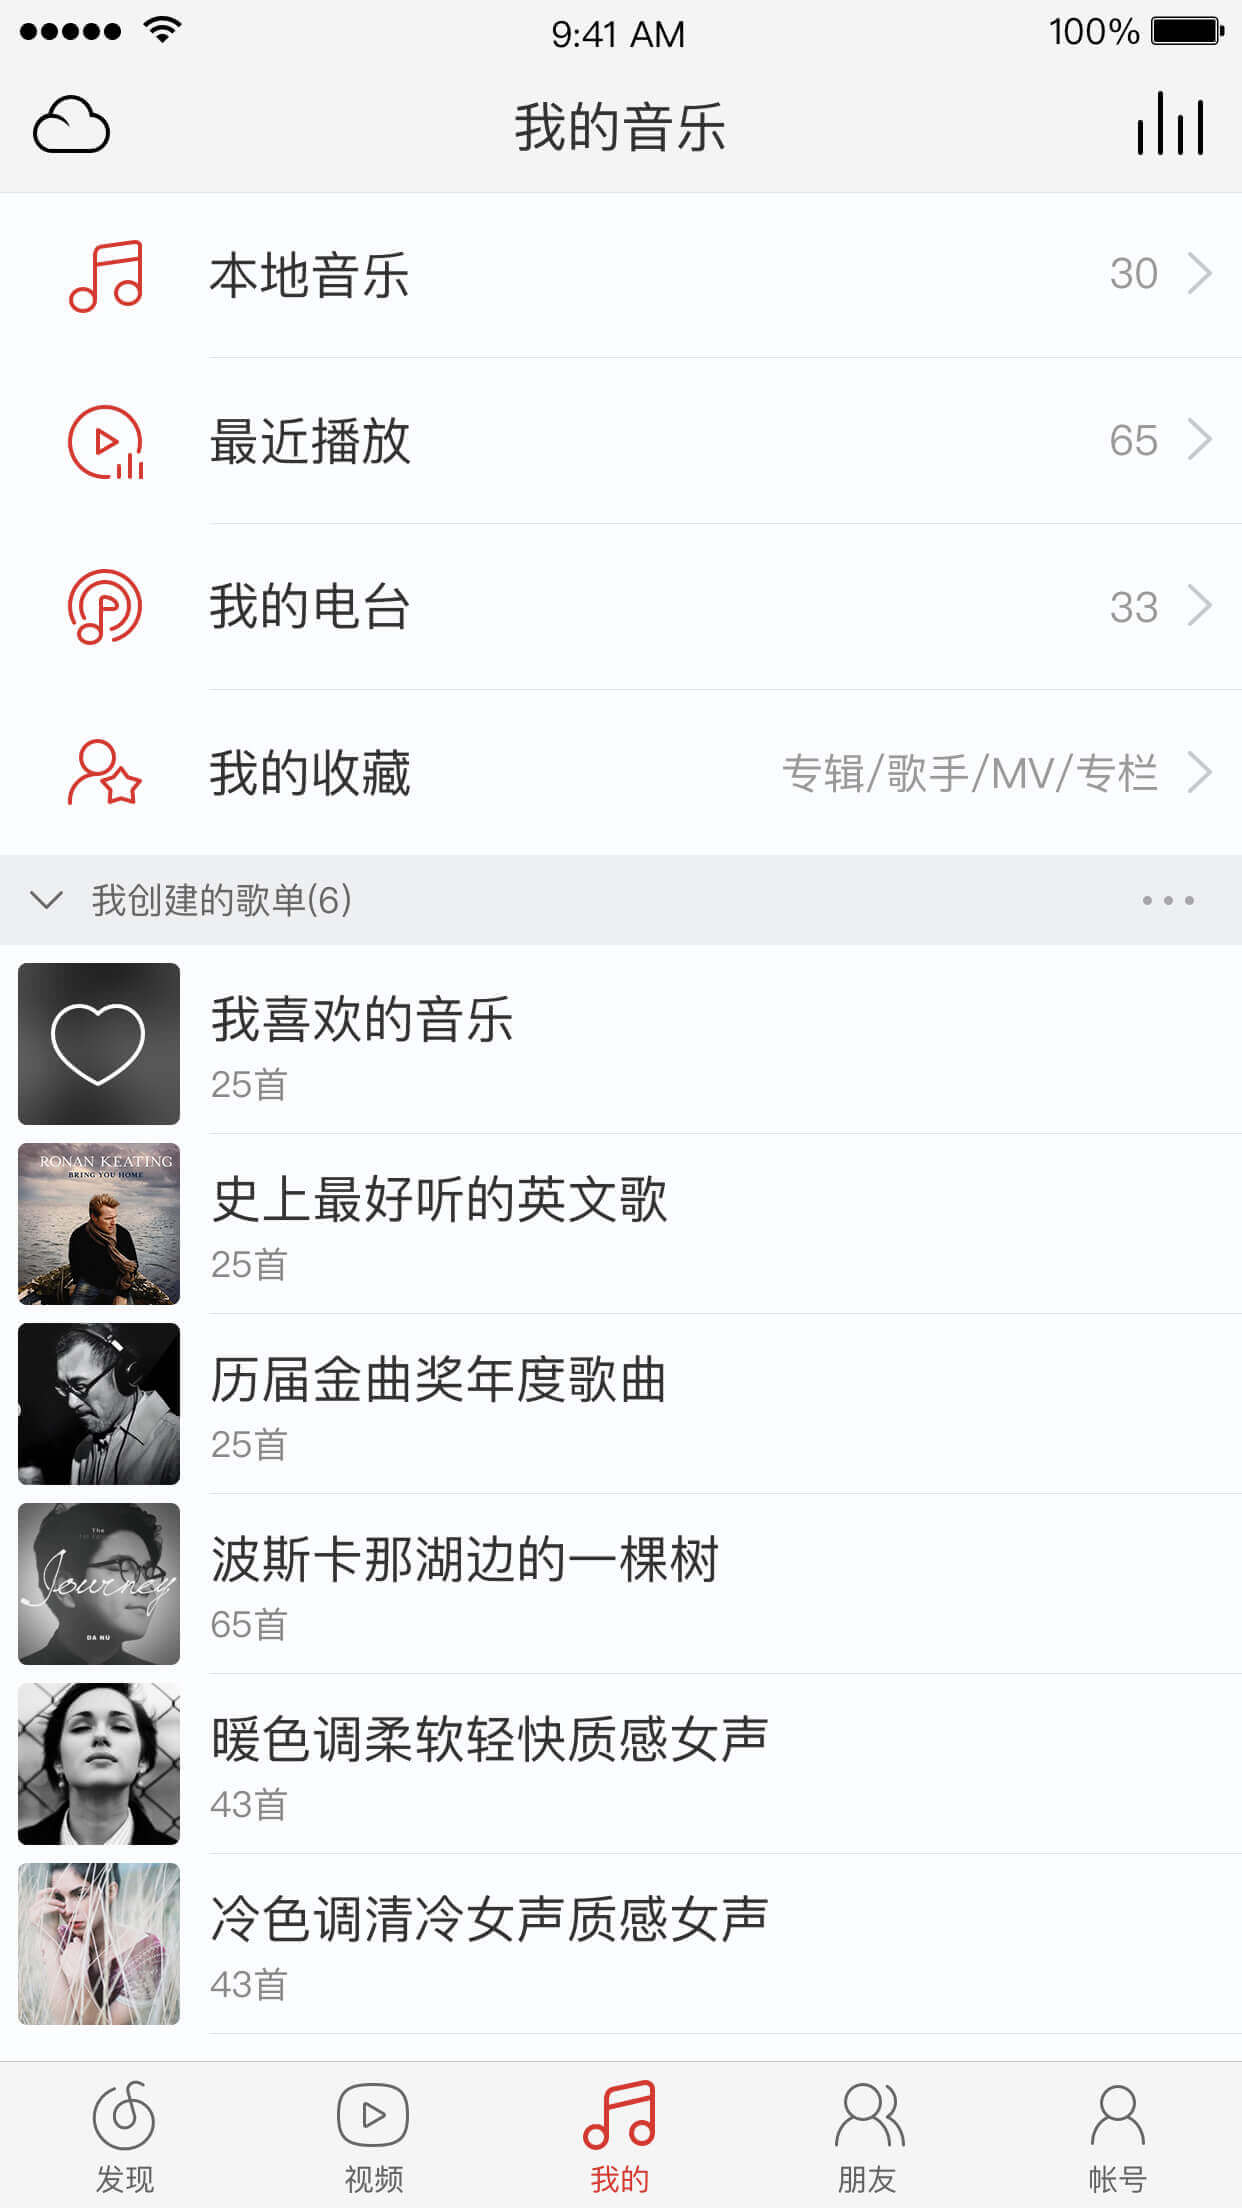 9:41 AM
100%
我的音乐
本地音乐
30
最近播放
65
我的电台
33
我的收藏
专辑/歌手/MV/专栏
我创建的歌单(6)
我喜欢的音乐
25首
RONAN KEATING
BRING YOU HOME
史上最好听的英文歌
25首
历届金曲奖年度歌曲
25首
The
Journey
DA NU
波斯卡那湖边的一棵树
65首
暖色调柔软轻快质感女声
43首
冷色调清冷女声质感女声
43首
发现
视频
我的
朋友
帐号